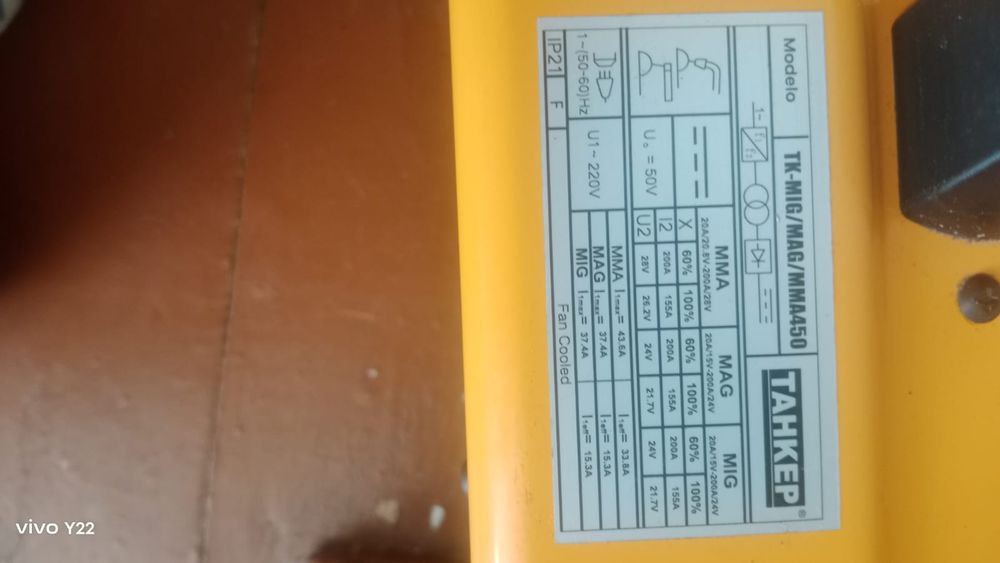 Modelo TK-MIG/MAG/MMA450 TAHKEP ®
1~ f1 f2
MMA MAG MIG
20A/20.8V-200A/28V 20A/15V-200A/24V 20A/15V-200A/24V
X 60% 100% 60% 100% 60% 100%
I2 200A 155A 200A 155A 200A 155A
U₀ = 50V U2 28V 26.2V 24V 21.7V 24V 21.7V
1~(50-60)Hz U1~ 220V
MMA I1max= 43.6A I1eff= 33.8A
MAG I1max= 37.4A I1eff= 15.3A
MIG I1max= 37.4A I1eff= 15.3A
IP21 F Fan Cooled
vivo Y22